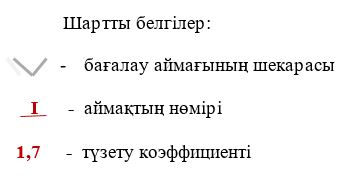 Шартты белгілер:
- бағалау аймағының шекарасы
I - аймақтың нөмірі
1,7 - түзету коэффициенті